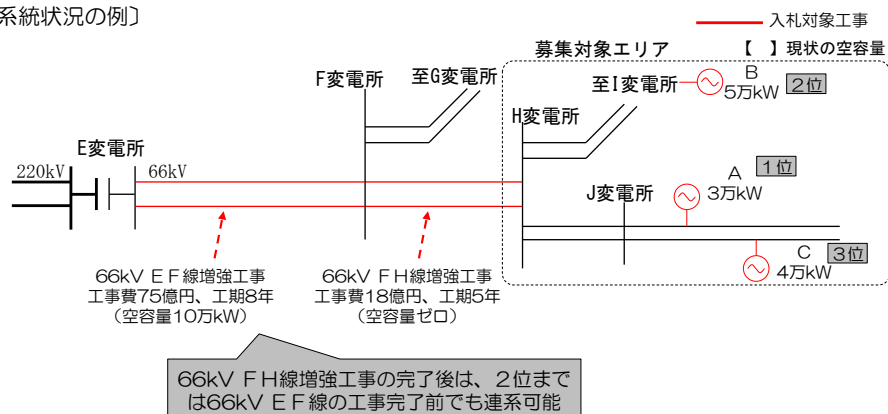 系統状況の例〕
入札対象工事
募集対象エリア
【　】現状の空容量
F変電所
至G変電所
至I変電所
B
5万kW
2位
H変電所
E変電所
220kV
66kV
A
1位
3万kW
J変電所
C
3位
4万kW
66kV ＥＦ線増強工事
工事費75億円、工期8年
（空容量10万kW）
66kV ＦＨ線増強工事
工事費18億円、工期5年
（空容量ゼロ）
66kV ＦＨ線増強工事の完了後は、２位まで
は66kV ＥＦ線の工事完了前でも連系可能